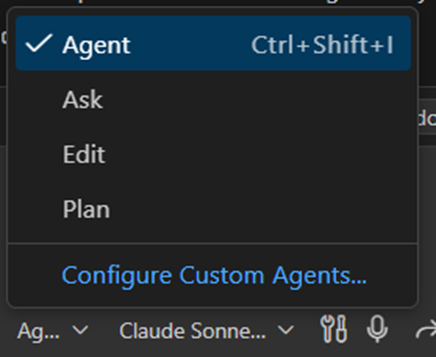 Agent Ctrl+Shift+I
Ask
Edit
Plan
Configure Custom Agents...
Ag... Claude Sonne...